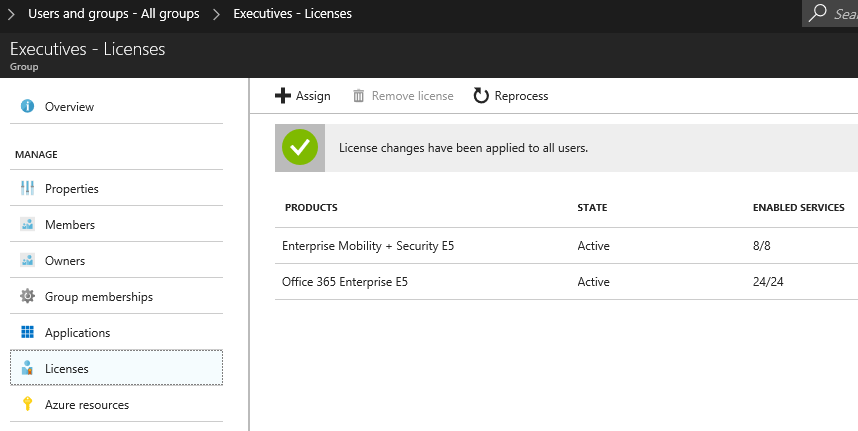 Users and groups - All groups > Executives - Licenses
Executives - Licenses
Group
Overview
MANAGE
Properties
Members
Owners
Group memberships
Applications
Licenses
Azure resources
Assign Remove license Reprocess
License changes have been applied to all users.
PRODUCTS STATE ENABLED SERVICES
Enterprise Mobility + Security E5 Active 8/8
Office 365 Enterprise E5 Active 24/24